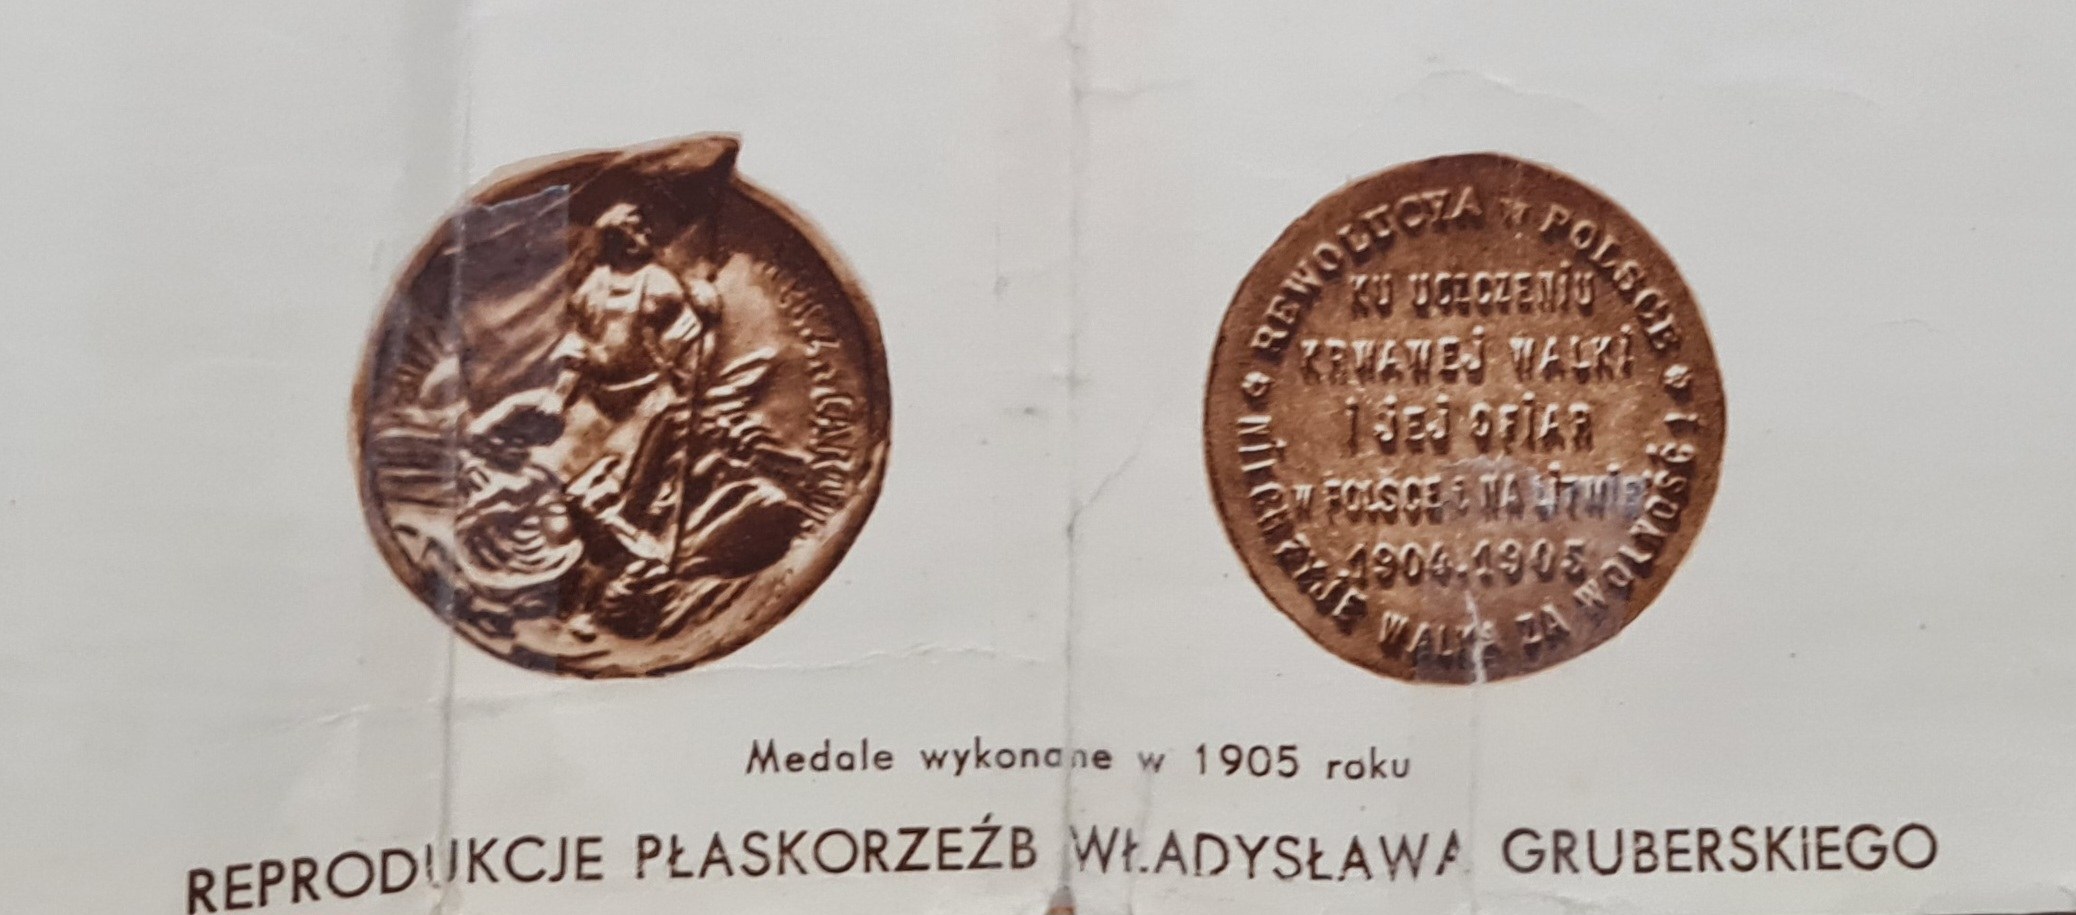 REWOLUCYA W POLSCE * 1905
KU UCZCZENIU
KRWAWEJ WALKI
I JEJ OFIAR
W POLSCE I NA LITWIE
1904-1905
NIECH ŻYJE WALKA ZA WOLNOŚĆ
Medale wykonane w 1905 roku
REPRODUKCJE PŁASKORZEŹB WŁADYSŁAWA GRUBERSKIEGO